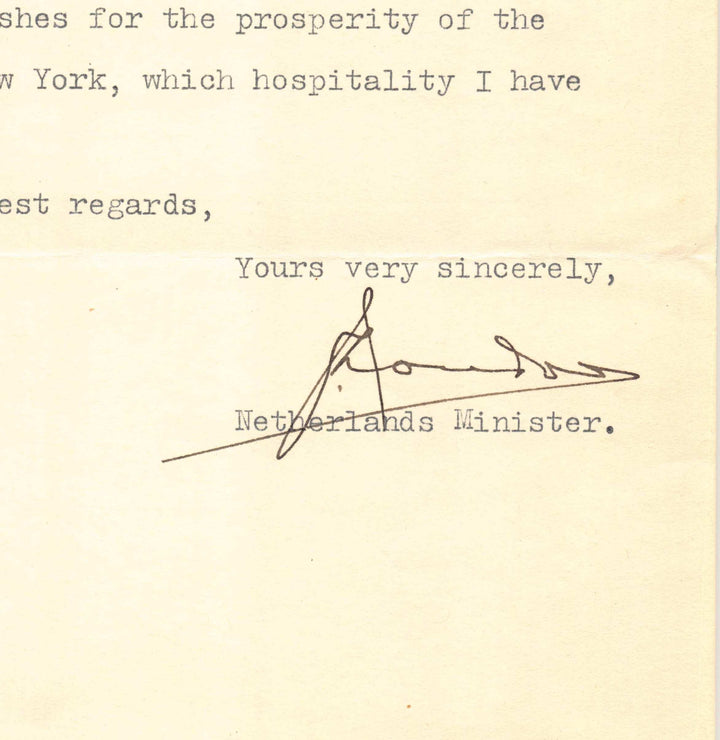 shes for the prosperity of the
w York, which hospitality I have
est regards,
Yours very sincerely,
Netherlands Minister.